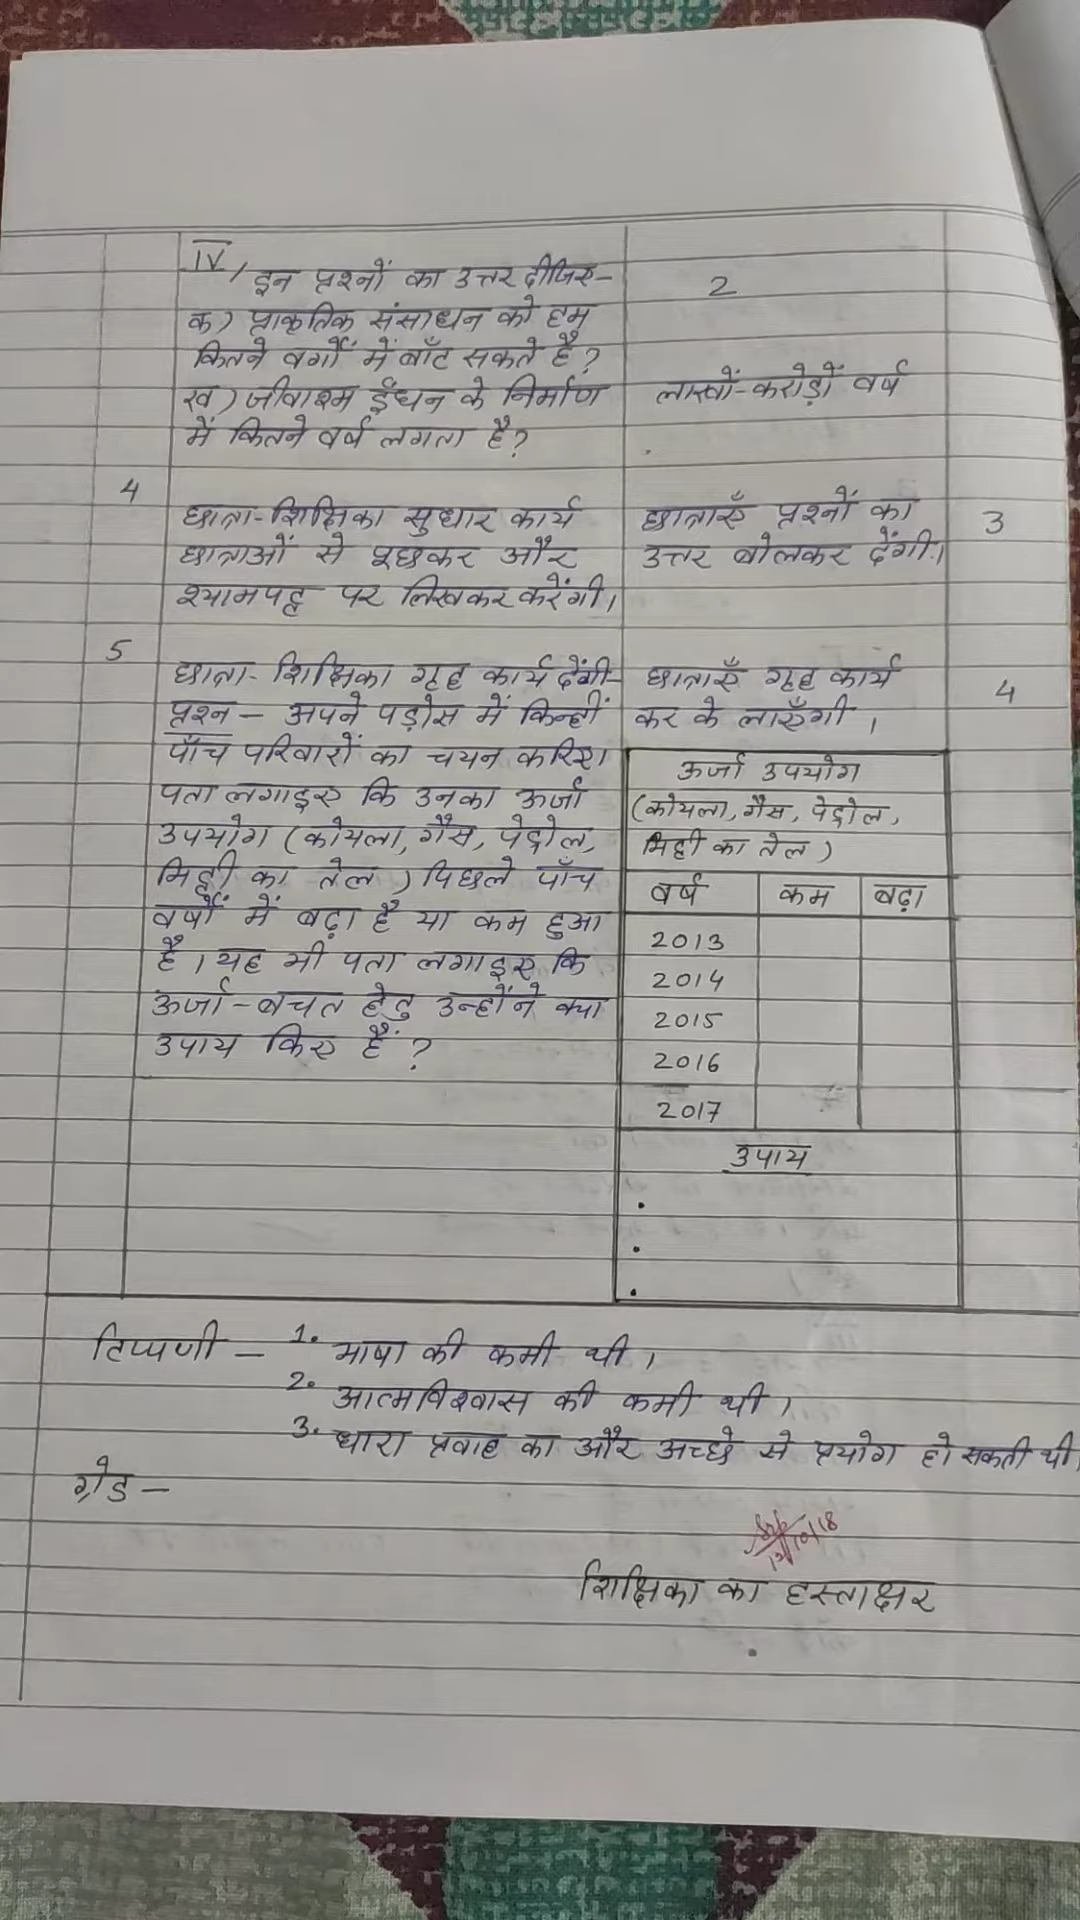 IV, इन प्रश्नों का उत्तर दीजिए-
2
क) प्राकृतिक संसाधन को हम
कितने वर्गों में बाँट सकते है?
ख) जीवाश्म ईंधन के निर्माण
में कितने वर्ष लगता है?
लाखों-करोड़ों वर्ष
4
छात्रा-शिक्षिका सुधार कार्य
छात्राओं से पूछकर और
श्यामपट्ट पर लिखकर करेंगी।
छात्राएँ प्रश्नों का
उत्तर बोलकर देंगी।
3
5
छात्रा-शिक्षिका गृह कार्य देंगी-
प्रश्न - अपने पड़ोस में किन्हीं
पाँच परिवारों का चयन करिए।
पता लगाइए कि उनका ऊर्जा
उपयोग (कोयला, गैस, पेट्रोल,
मिट्टी का तेल) पिछले पाँच
वर्षों में बढ़ा है या कम हुआ
है। यह भी पता लगाइए कि
ऊर्जा-बचत हेतु उन्होंने क्या
उपाय किए हैं?
छात्राएँ गृह कार्य
कर के लाएँगी।
4
ऊर्जा उपयोग
(कोयला, गैस, पेट्रोल,
मिट्टी का तेल)
वर्ष कम बढ़ा
2013
2014
2015
2016
2017
उपाय
टिप्पणी - 1. भाषा की कमी थी।
2. आत्मविश्वास की कमी थी।
3. धारा प्रवाह का और अच्छे से प्रयोग हो सकती थी।
ग्रेड -
12/10/18
शिक्षिका का हस्ताक्षर